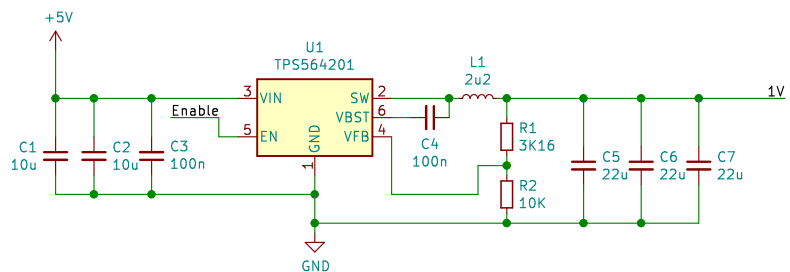 +5V
U1
TPS564201
L1
2u2
1V
3 VIN
SW 2
Enable
VBST 6
5 EN
VFB 4
GND
1
C1
10u
C2
10u
C3
100n
C4
100n
R1
3K16
R2
10K
C5
22u
C6
22u
C7
22u
GND